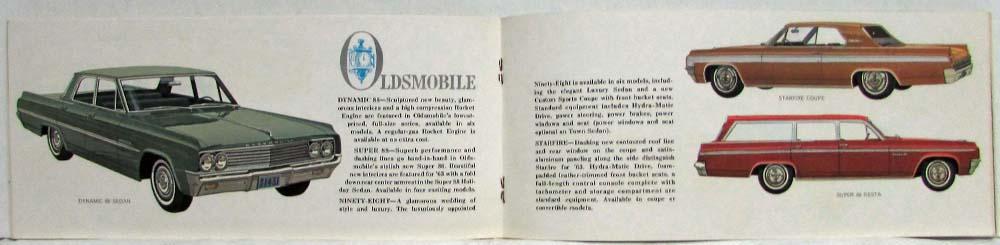 OLDSMOBILE
DYNAMIC 88—Sculptured new beauty, glam-
orous interiors and a high compression Rocket
Engine are featured in Oldsmobile's lowest-
priced, full-size series, available in six
models. A regular-gas Rocket Engine is
available at no extra cost.
SUPER 88—Superb performance and
dashing lines go hand-in-hand in Olds-
mobile's stylish new Super 88. Beautiful
new interiors are featured for '63 with a fold
down rear center armrest in the Super 88 Holi-
day Sedan. Available in four exciting models.
NINETY-EIGHT—A glamorous wedding of
style and luxury. The luxuriously appointed
DYNAMIC 88 SEDAN
Ninety-Eight is available in six models, includ-
ing the elegant Luxury Sedan and a new
Custom Sports Coupe with front bucket seats.
Standard equipment includes Hydra-Matic
Drive, power steering, power brakes, power
windows and seat (power windows and seat
optional on Town Sedan).
STARFIRE—Dashing new contoured roof line
and rear window on the coupe and satin-
aluminum paneling along the side distinguish
Starfire for '63. Hydra-Matic Drive, foam-
padded leather-trimmed front bucket seats, a
full-length control console complete with
tachometer and storage compartment are
standard equipment. Available in coupe or
convertible models.
STARFIRE COUPE
SUPER 88 FIESTA